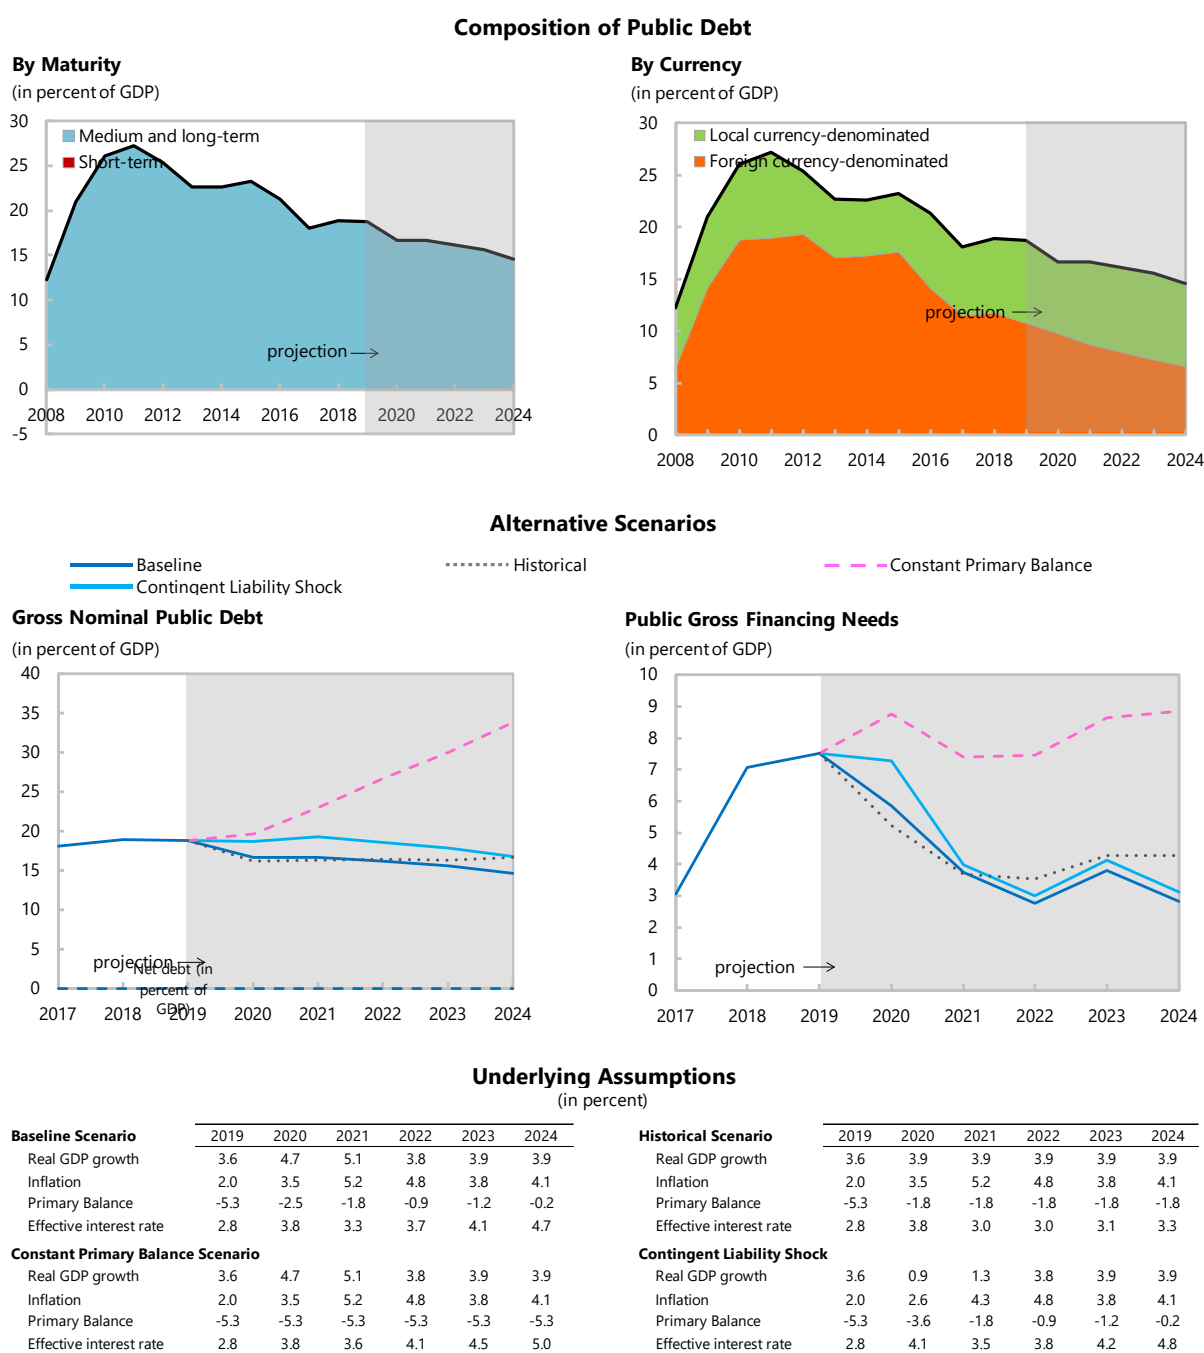 Composition of Public Debt
By Maturity
(in percent of GDP)
30
25
20
15
10
5
0
-5
Medium and long-term
Short-term
projection
2008 2010 2012 2014 2016 2018 2020 2022 2024
By Currency
(in percent of GDP)
30
25
20
15
10
5
0
Local currency-denominated
Foreign currency-denominated
projection
2008 2010 2012 2014 2016 2018 2020 2022 2024
Alternative Scenarios
Baseline Historical Constant Primary Balance
Contingent Liability Shock
Gross Nominal Public Debt
(in percent of GDP)
40
35
30
25
20
15
10
5
0
projection
Net debt (in
percent of
GDP)
2017 2018 2019 2020 2021 2022 2023 2024
Public Gross Financing Needs
(in percent of GDP)
10
9
8
7
6
5
4
3
2
1
0
projection
2017 2018 2019 2020 2021 2022 2023 2024
Underlying Assumptions
(in percent)
Baseline Scenario 2019 2020 2021 2022 2023 2024
Real GDP growth 3.6 4.7 5.1 3.8 3.9 3.9
Inflation 2.0 3.5 5.2 4.8 3.8 4.1
Primary Balance -5.3 -2.5 -1.8 -0.9 -1.2 -0.2
Effective interest rate 2.8 3.8 3.3 3.7 4.1 4.7
Constant Primary Balance Scenario
Real GDP growth 3.6 4.7 5.1 3.8 3.9 3.9
Inflation 2.0 3.5 5.2 4.8 3.8 4.1
Primary Balance -5.3 -5.3 -5.3 -5.3 -5.3 -5.3
Effective interest rate 2.8 3.8 3.6 4.1 4.5 5.0
Historical Scenario 2019 2020 2021 2022 2023 2024
Real GDP growth 3.6 3.9 3.9 3.9 3.9 3.9
Inflation 2.0 3.5 5.2 4.8 3.8 4.1
Primary Balance -5.3 -1.8 -1.8 -1.8 -1.8 -1.8
Effective interest rate 2.8 3.8 3.0 3.0 3.1 3.3
Contingent Liability Shock
Real GDP growth 3.6 0.9 1.3 3.8 3.9 3.9
Inflation 2.0 2.6 4.3 4.8 3.8 4.1
Primary Balance -5.3 -3.6 -1.8 -0.9 -1.2 -0.2
Effective interest rate 2.8 4.1 3.5 3.8 4.2 4.8